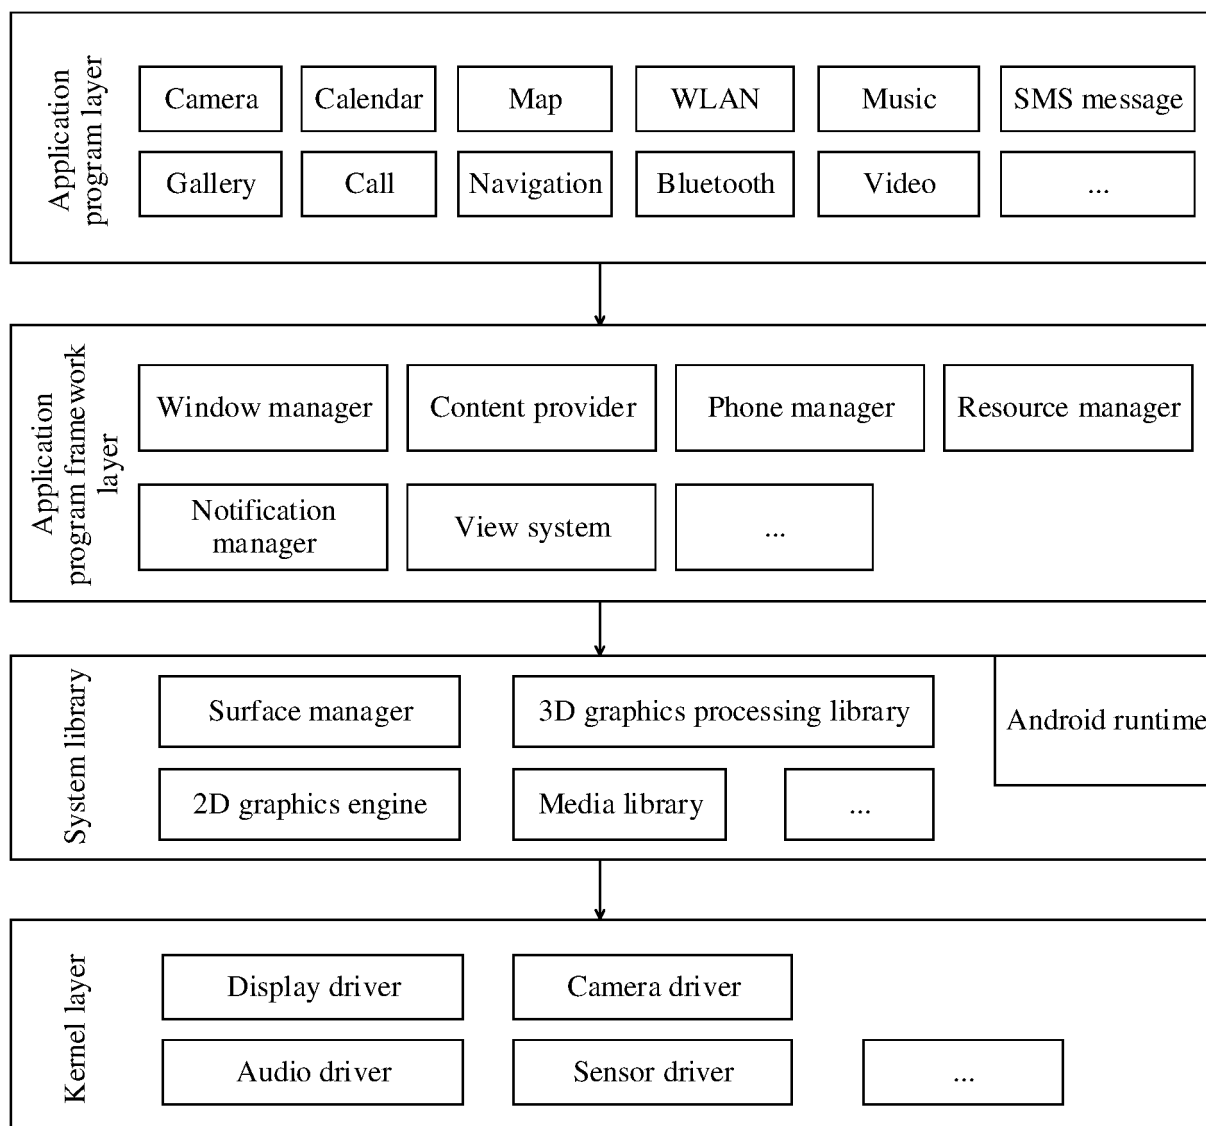 Application
program layer
Camera
Calendar
Map
WLAN
Music
SMS message
Gallery
Call
Navigation
Bluetooth
Video
...
Application
program framework
layer
Window manager
Content provider
Phone manager
Resource manager
Notification
manager
View system
...
System library
Surface manager
3D graphics processing library
Android runtime
2D graphics engine
Media library
...
Kernel layer
Display driver
Camera driver
Audio driver
Sensor driver
...